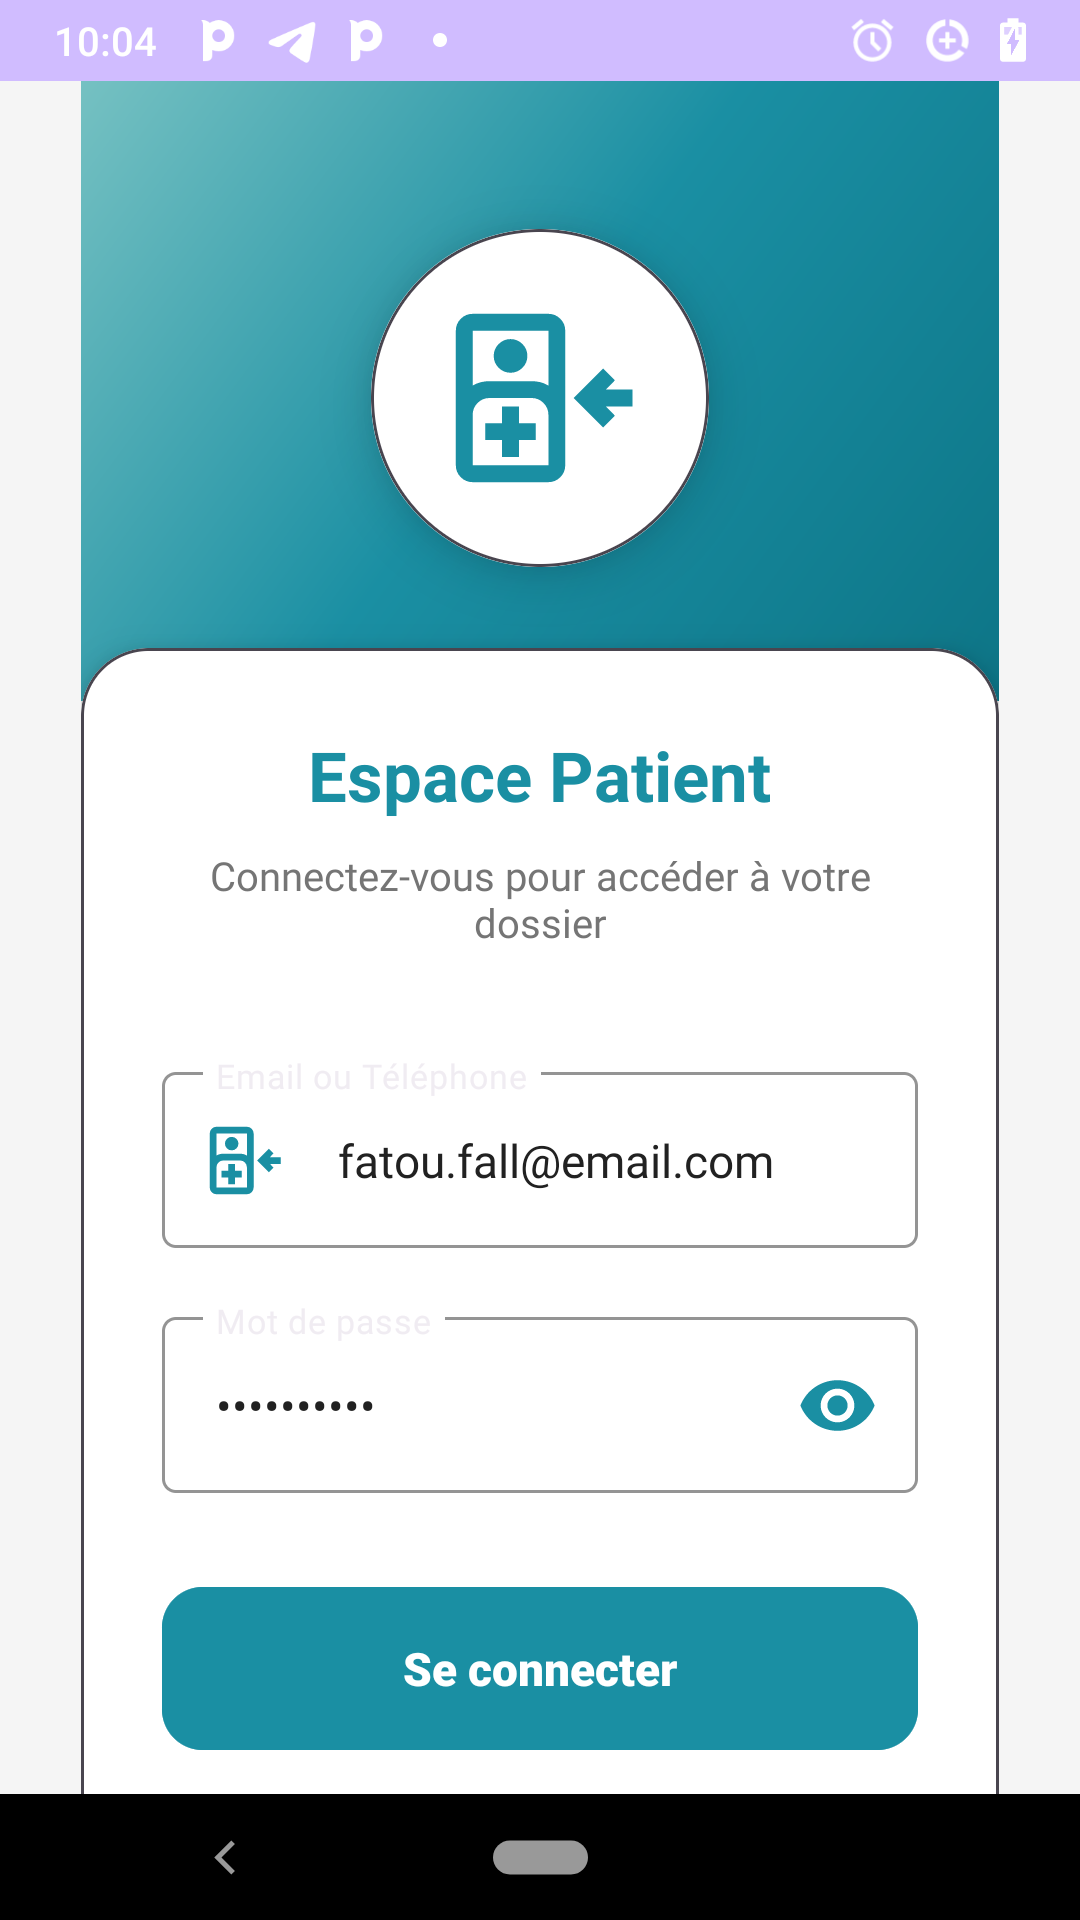 10:04
Espace Patient
Connectez-vous pour accéder à votre
dossier
Email ou Téléphone
fatou.fall@email.com
Mot de passe
••••••••••
Se connecter